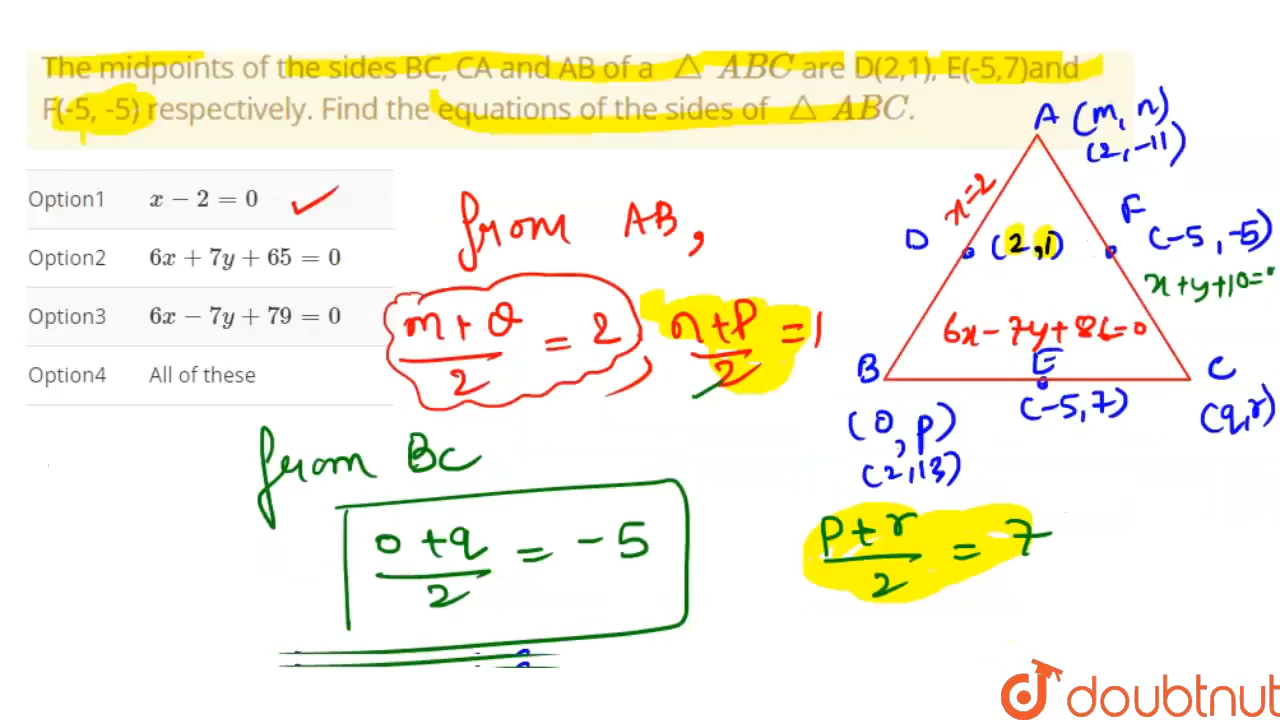 The midpoints of the sides BC, CA and AB of a △ ABC are D(2,1), E(-5,7)and
F(-5, -5) respectively. Find the equations of the sides of △ ABC.
Option1 x − 2 = 0
Option2 6x + 7y + 65 = 0
Option3 6x − 7y + 79 = 0
Option4 All of these
A (m, n)
(2, -11)
x=2
from AB,
D (2,1)
F (-5, -5)
x+y+10=0
(m+o)/2 = 2, (n+p)/2 = 1
6x-7y+86=0
B E C
(-5,7)
(o, p)
(q,r)
(2,13)
from BC
(o+q)/2 = -5
(p+r)/2 = 7
doubtnut